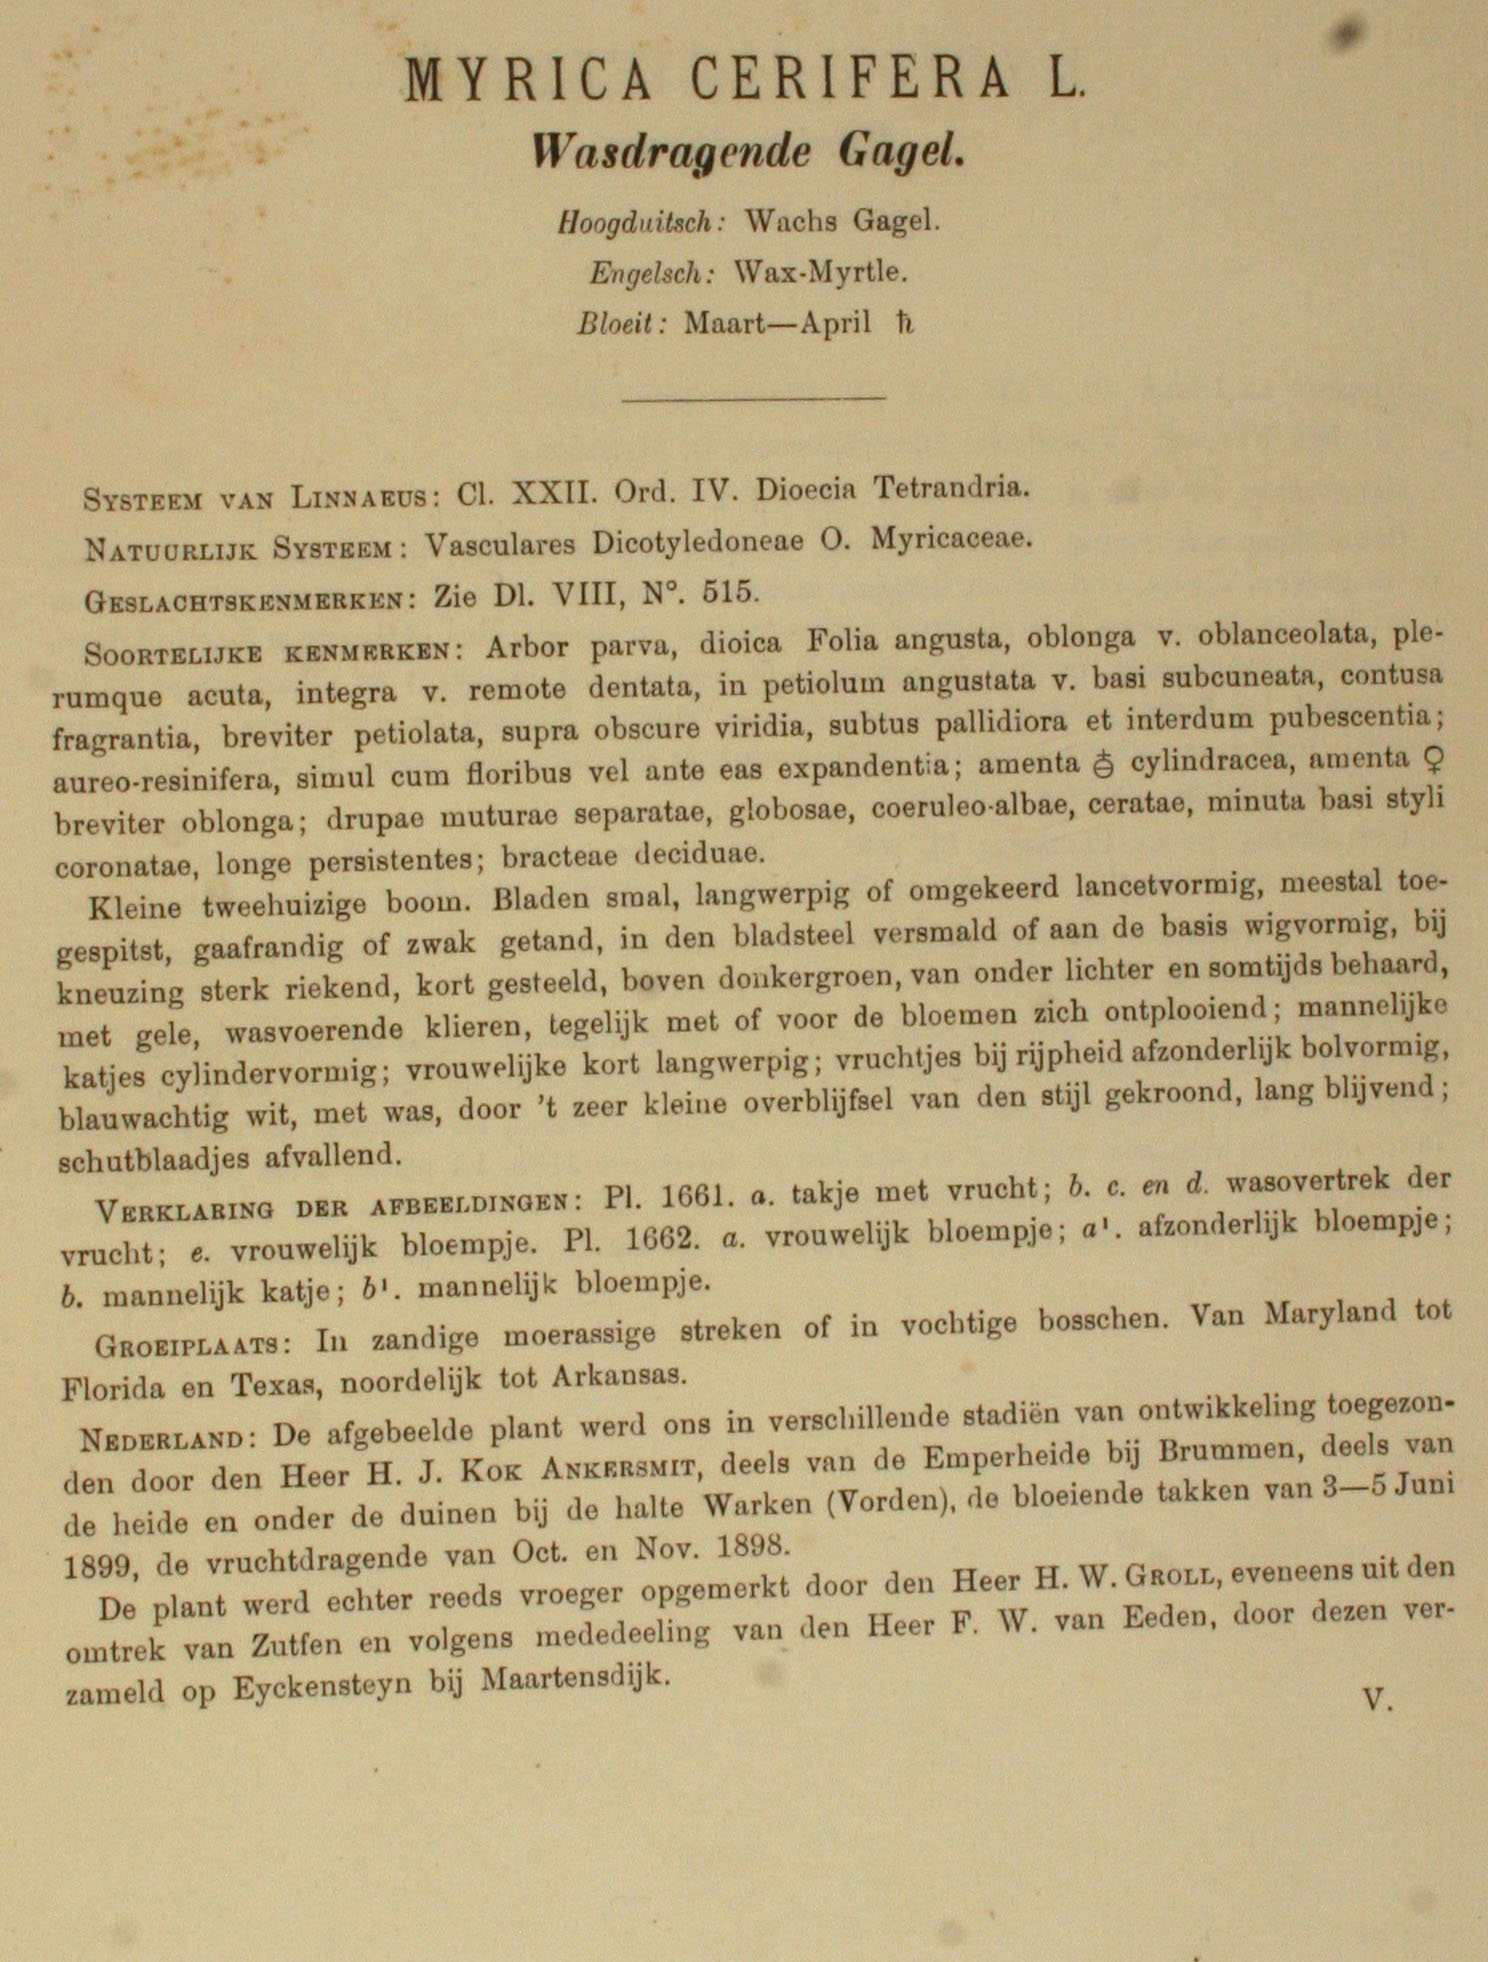 MYRICA CERIFERA L.
Wasdragende Gagel.
Hoogduitsch: Wachs Gagel.
Engelsch: Wax-Myrtle.
Bloeit: Maart—April ħ
SYSTEEM VAN LINNAEUS: Cl. XXII. Ord. IV. Dioecia Tetrandria.
NATUURLIJK SYSTEEM: Vasculares Dicotyledoneae O. Myricaceae.
GESLACHTSKENMERKEN: Zie Dl. VIII, N°. 515.
SOORTELIJKE KENMERKEN: Arbor parva, dioica Folia angusta, oblonga v. oblanceolata, ple-
rumque acuta, integra v. remote dentata, in petiolum angustata v. basi subcuneata, contusa
fragrantia, breviter petiolata, supra obscure viridia, subtus pallidiora et interdum pubescentia;
aureo-resinifera, simul cum floribus vel ante eas expandentia; amenta ♁ cylindracea, amenta ♀
breviter oblonga; drupae muturae separatae, globosae, coeruleo-albae, ceratae, minuta basi styli
coronatae, longe persistentes; bracteae deciduae.
Kleine tweehuizige boom. Bladen smal, langwerpig of omgekeerd lancetvormig, meestal toe-
gespitst, gaafrandig of zwak getand, in den bladsteel versmald of aan de basis wigvormig, bij
kneuzing sterk riekend, kort gesteeld, boven donkergroen, van onder lichter en somtijds behaard,
met gele, wasvoerende klieren, tegelijk met of voor de bloemen zich ontplooiend; mannelijke
katjes cylindervormig; vrouwelijke kort langwerpig; vruchtjes bij rijpheid afzonderlijk bolvormig,
blauwachtig wit, met was, door 't zeer kleine overblijfsel van den stijl gekroond, lang blijvend;
schutblaadjes afvallend.
VERKLARING DER AFBEELDINGEN: Pl. 1661. a. takje met vrucht; b. c. en d. wasovertrek der
vrucht; e. vrouwelijk bloempje. Pl. 1662. a. vrouwelijk bloempje; a¹. afzonderlijk bloempje;
b. mannelijk katje; b¹. mannelijk bloempje.
GROEIPLAATS: In zandige moerassige streken of in vochtige bosschen. Van Maryland tot
Florida en Texas, noordelijk tot Arkansas.
NEDERLAND: De afgebeelde plant werd ons in verschillende stadiën van ontwikkeling toegezon-
den door den Heer H. J. KOK ANKERSMIT, deels van de Emperheide bij Brummen, deels van
de heide en onder de duinen bij de halte Warken (Vorden), de bloeiende takken van 3—5 Juni
1899, de vruchtdragende van Oct. en Nov. 1898.
De plant werd echter reeds vroeger opgemerkt door den Heer H. W. GROLL, eveneens uit den
omtrek van Zutfen en volgens mededeeling van den Heer F. W. van Eeden, door dezen ver-
zameld op Eyckensteyn bij Maartensdijk.
V.